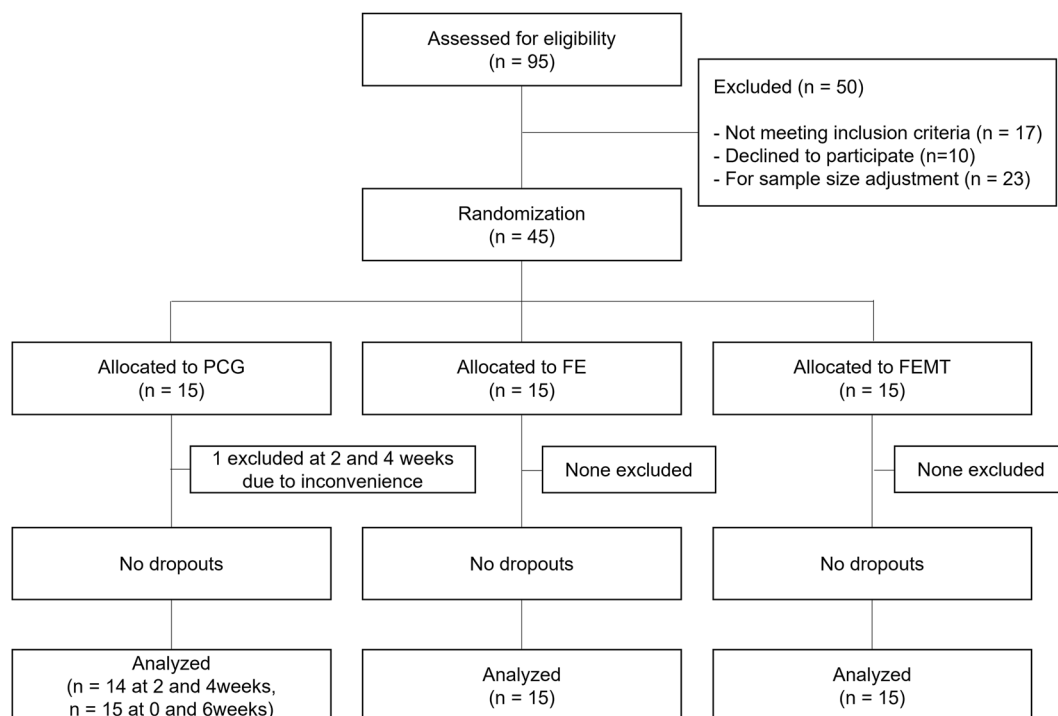 Assessed for eligibility
(n = 95)
Excluded (n = 50)
- Not meeting inclusion criteria (n = 17)
- Declined to participate (n=10)
- For sample size adjustment (n = 23)
Randomization
(n = 45)
Allocated to PCG
(n = 15)
Allocated to FE
(n = 15)
Allocated to FEMT
(n = 15)
1 excluded at 2 and 4 weeks
due to inconvenience
None excluded
None excluded
No dropouts
No dropouts
No dropouts
Analyzed
(n = 14 at 2 and 4weeks,
n = 15 at 0 and 6weeks)
Analyzed
(n = 15)
Analyzed
(n = 15)